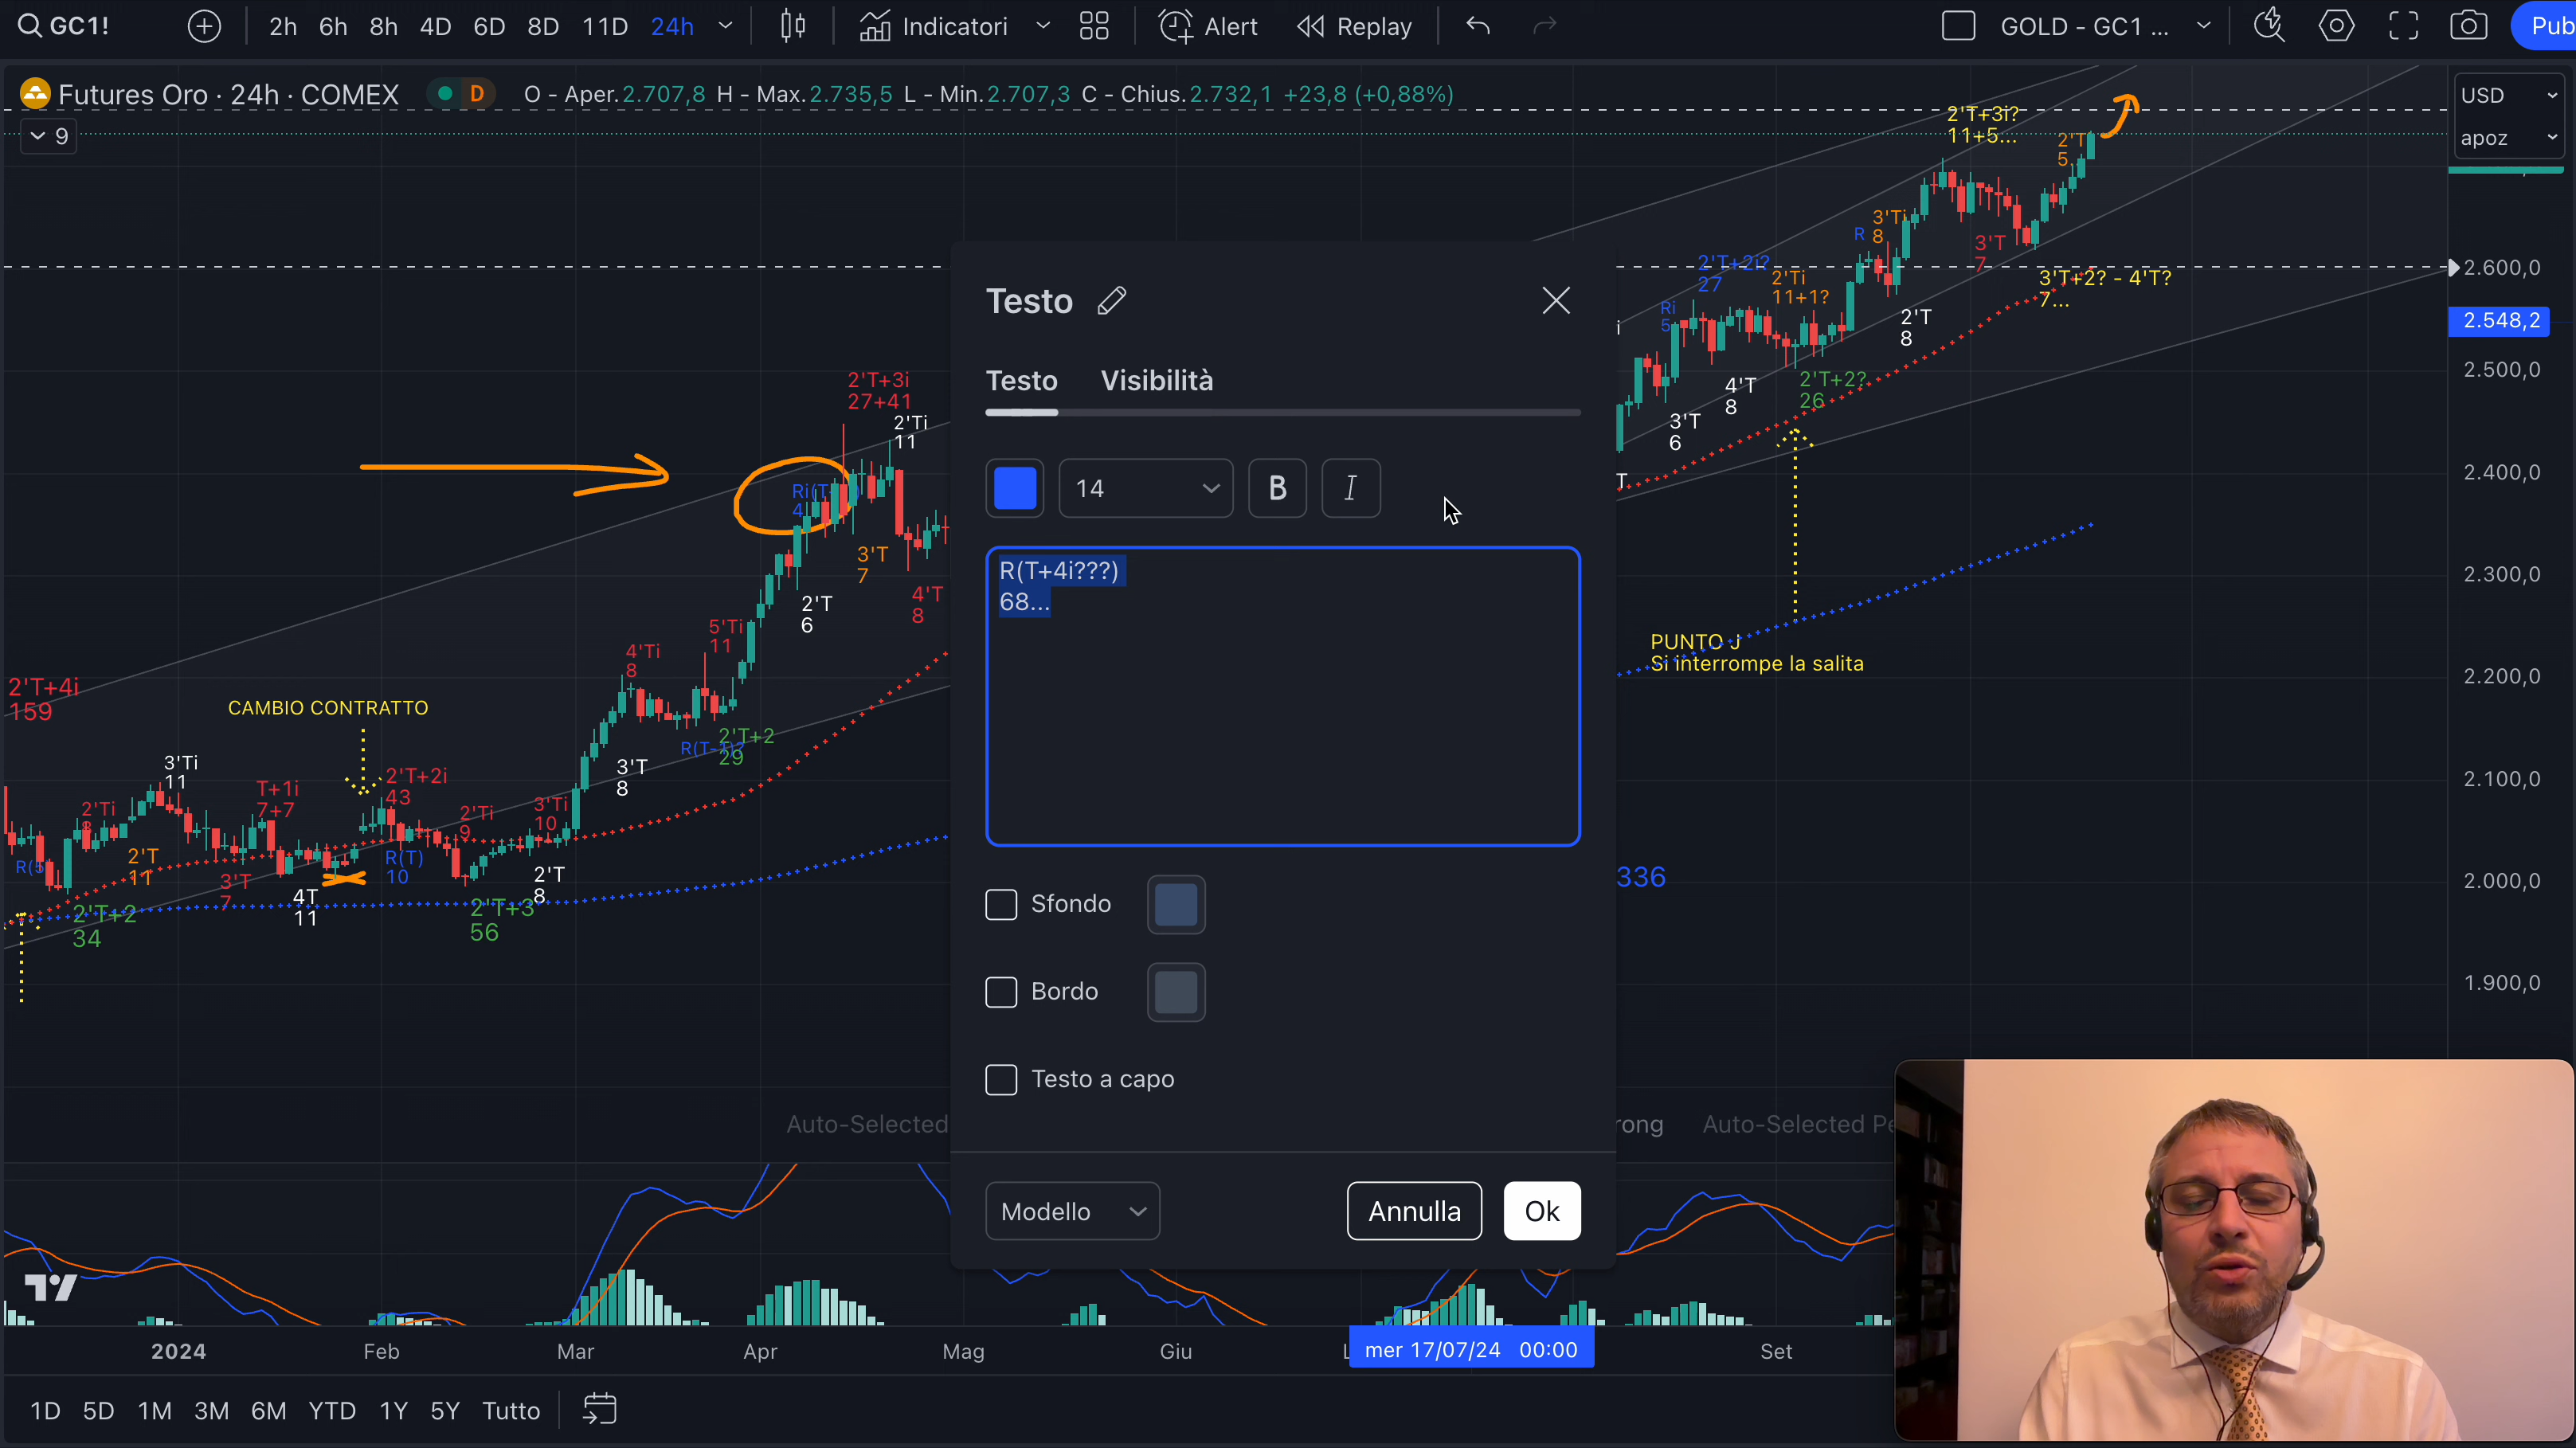 GC1!
2h 6h 8h 4D 6D 8D 11D 24h
Indicatori
Alert
Replay
GOLD - GC1 ...
Pub
Futures Oro · 24h · COMEX
D
O - Aper.2.707,8 H - Max.2.735,5 L - Min.2.707,3 C - Chius.2.732,1 +23,8 (+0,88%)
9
USD
apoz
2'T+3i?
11+5...
2'T
5
3'Ti
R 8
3'T
7
2'T+2i?
27
2'Ti
11+1?
3'T+2? - 4'T?
7...
Ri
5
2'T
8
4'T
8
3'T
6
2'T+2?
26
i
T
PUNTO J
Si interrompe la salita
336
2.600,0
2.548,2
2.500,0
2.400,0
2.300,0
2.200,0
2.100,0
2.000,0
1.900,0
2'T+3i
27+41
2'Ti
11
Ri(T
4
3'T
7
4'T
8
2'T
6
5'Ti
11
4'Ti
8
2'T+2
29
3'T
8
2'T+4i
159
CAMBIO CONTRATTO
3'Ti
11
T+1i
7+7
2'T+2i
43
2'Ti
2'Ti
9
3'Ti
10
2'T
11
3'T
7
4T
11
R(T)
10
2'T
8
2'T+2
34
2'T+3
56
Testo
Testo Visibilità
14 B I
R(T+4i???)
68...
Sfondo
Bordo
Testo a capo
Modello
Annulla
Ok
Auto-Selected
rong
Auto-Selected Pe
2024 Feb Mar Apr Mag Giu
mer 17/07/24 00:00
Set
1D 5D 1M 3M 6M YTD 1Y 5Y Tutto